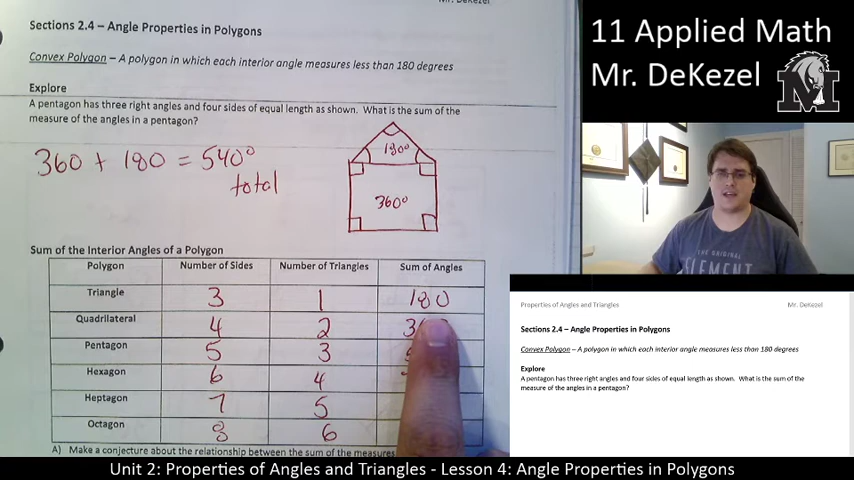 Mr. DeKezel
Sections 2.4 – Angle Properties in Polygons
Convex Polygon – A polygon in which each interior angle measures less than 180 degrees
Explore
A pentagon has three right angles and four sides of equal length as shown. What is the sum of the
measure of the angles in a pentagon?
360 + 180 = 540°
total
180°
360°
Sum of the Interior Angles of a Polygon
Polygon Number of Sides Number of Triangles Sum of Angles
Triangle 3 1 180
Quadrilateral 4 2
Pentagon 5 3
Hexagon 6 4
Heptagon 7 5
Octagon 8 6
A) Make a conjecture about the relationship between the sum of the measures
11 Applied Math
Mr. DeKezel
M
THE ORIGINAL
ELEMENT
Properties of Angles and Triangles Mr. DeKezel
Sections 2.4 – Angle Properties in Polygons
Convex Polygon – A polygon in which each interior angle measures less than 180 degrees
Explore
A pentagon has three right angles and four sides of equal length as shown. What is the sum of the
measure of the angles in a pentagon?
Unit 2: Properties of Angles and Triangles - Lesson 4: Angle Properties in Polygons